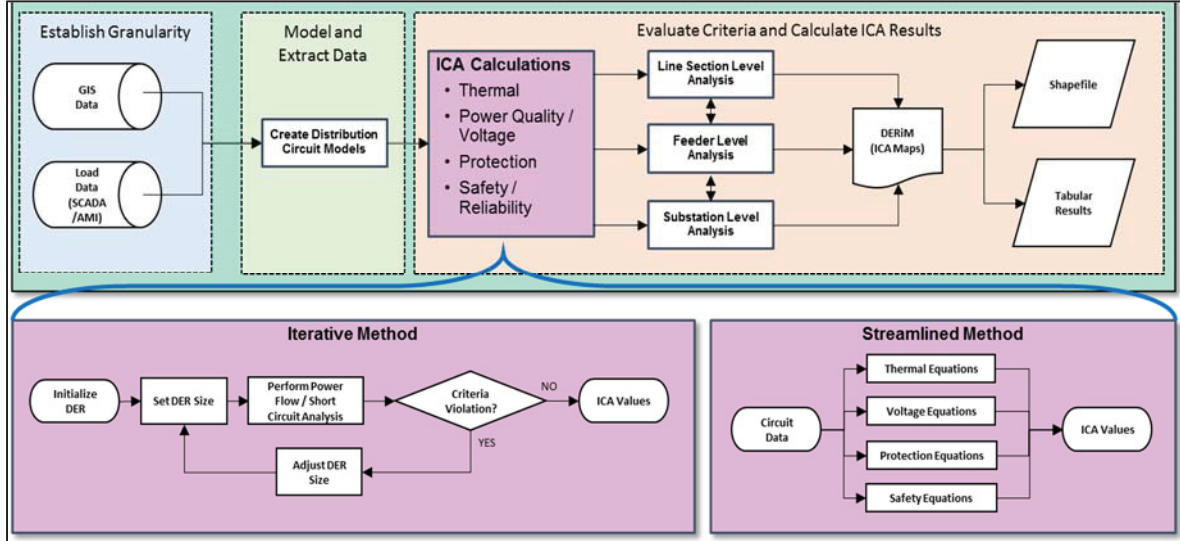 Establish Granularity
GIS
Data
Load
Data
(SCADA
/AMI)
Model and
Extract Data
Create Distribution
Circuit Models
Evaluate Criteria and Calculate ICA Results
ICA Calculations
• Thermal
• Power Quality /
Voltage
• Protection
• Safety /
Reliability
Line Section Level
Analysis
Feeder Level
Analysis
Substation Level
Analysis
DERiM
(ICA Maps)
Shapefile
Tabular
Results
Iterative Method
Initialize
DER
Set DER Size
Perform Power
Flow / Short
Circuit Analysis
Criteria
Violation?
NO
YES
ICA Values
Adjust DER
Size
Streamlined Method
Circuit
Data
Thermal Equations
Voltage Equations
Protection Equations
Safety Equations
ICA Values